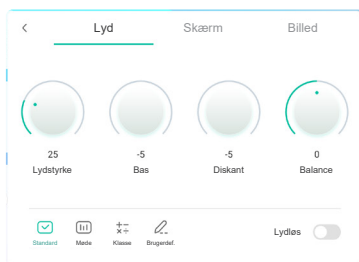 Lyd
Skærm
Billed
25
-5
-5
0
Lydstyrke
Bas
Diskant
Balance
Standard
Møde
Klasse
Brugerdef.
Lydløs